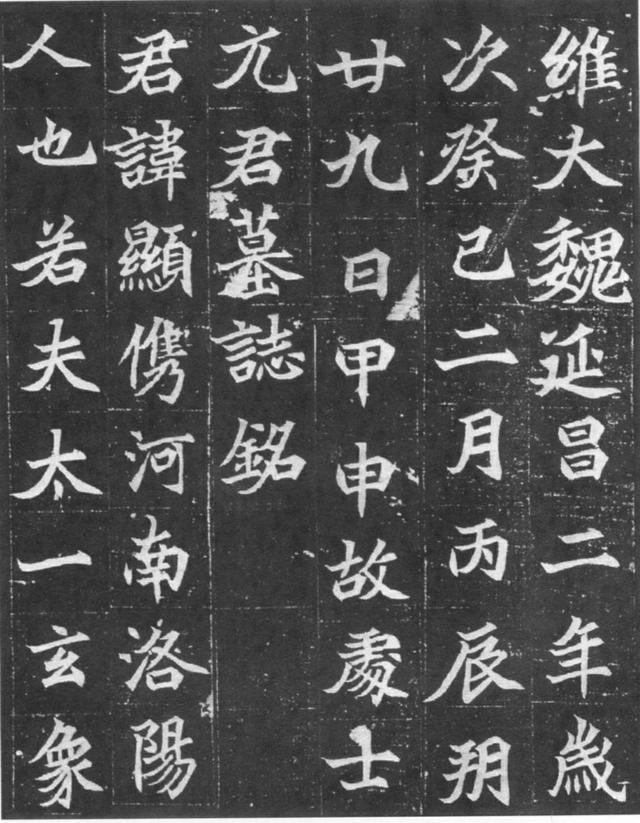 維大魏延昌二年歲
次癸巳二月丙辰朔
廿九日甲申故處士
元君墓誌銘
君諱顯儁河南洛陽
人也若夫太一玄象